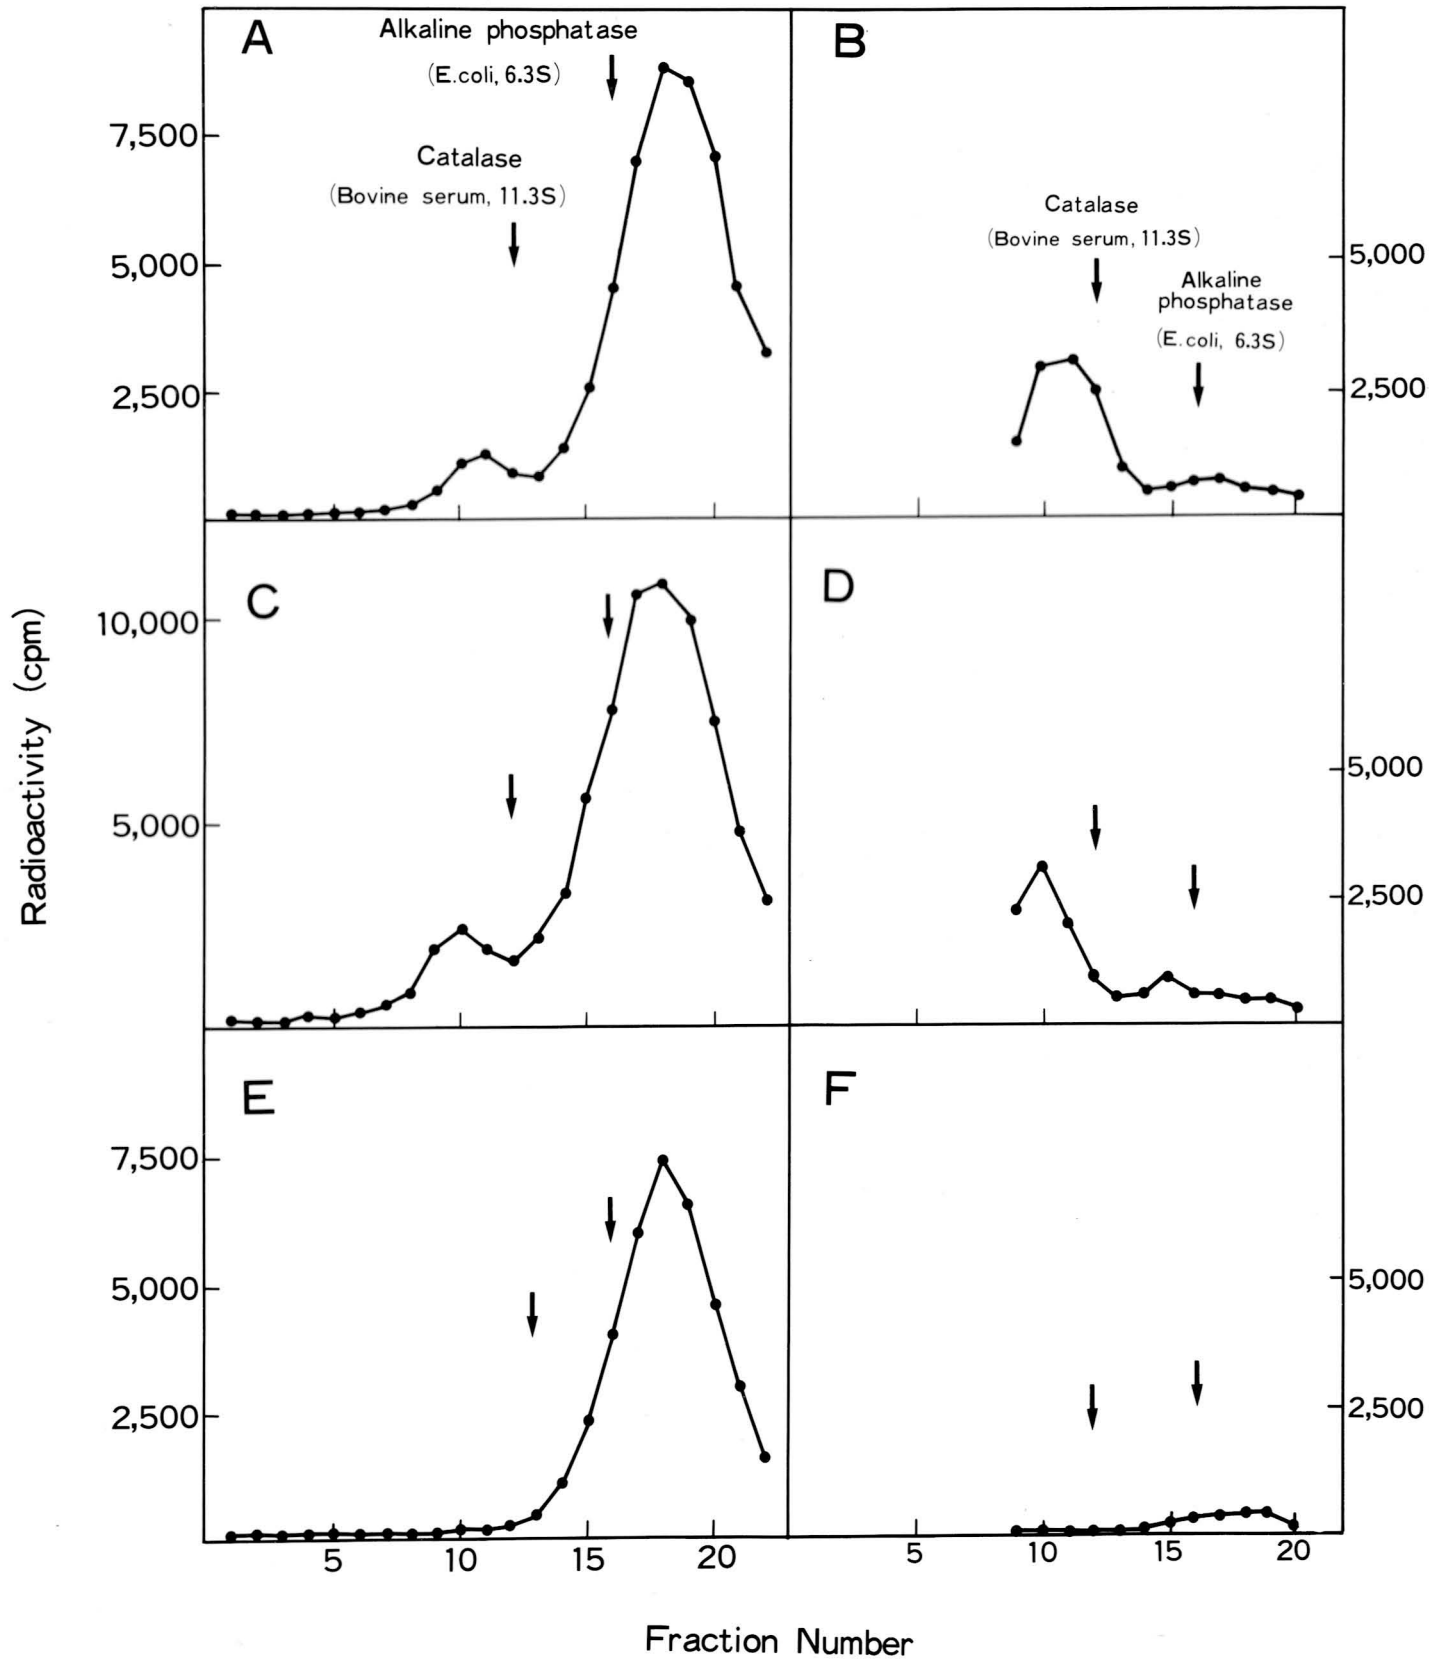 A
Alkaline phosphatase
(E.coli, 6.3S)
Catalase
(Bovine serum, 11.3S)
7,500
5,000
2,500
B
Catalase
(Bovine serum, 11.3S)
Alkaline
phosphatase
(E.coli, 6.3S)
5,000
2,500
C
10,000
5,000
D
5,000
2,500
E
7,500
5,000
2,500
5 10 15 20
F
5,000
2,500
5 10 15 20
Radioactivity (cpm)
Fraction Number